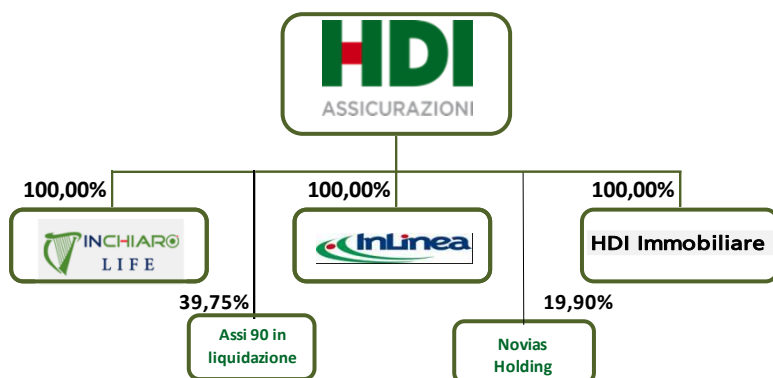 HDI
ASSICURAZIONI
100,00%
100,00%
100,00%
INCHIARO
LIFE
InLinea
HDI Immobiliare
39,75%
19,90%
Assi 90 in
liquidazione
Novias
Holding